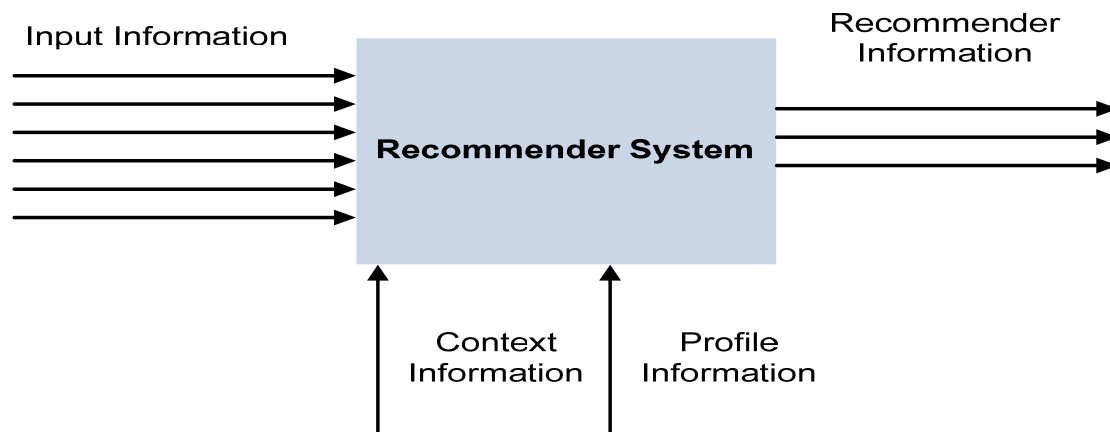 Input Information
Recommender
Information
Recommender System
Context
Information
Profile
Information